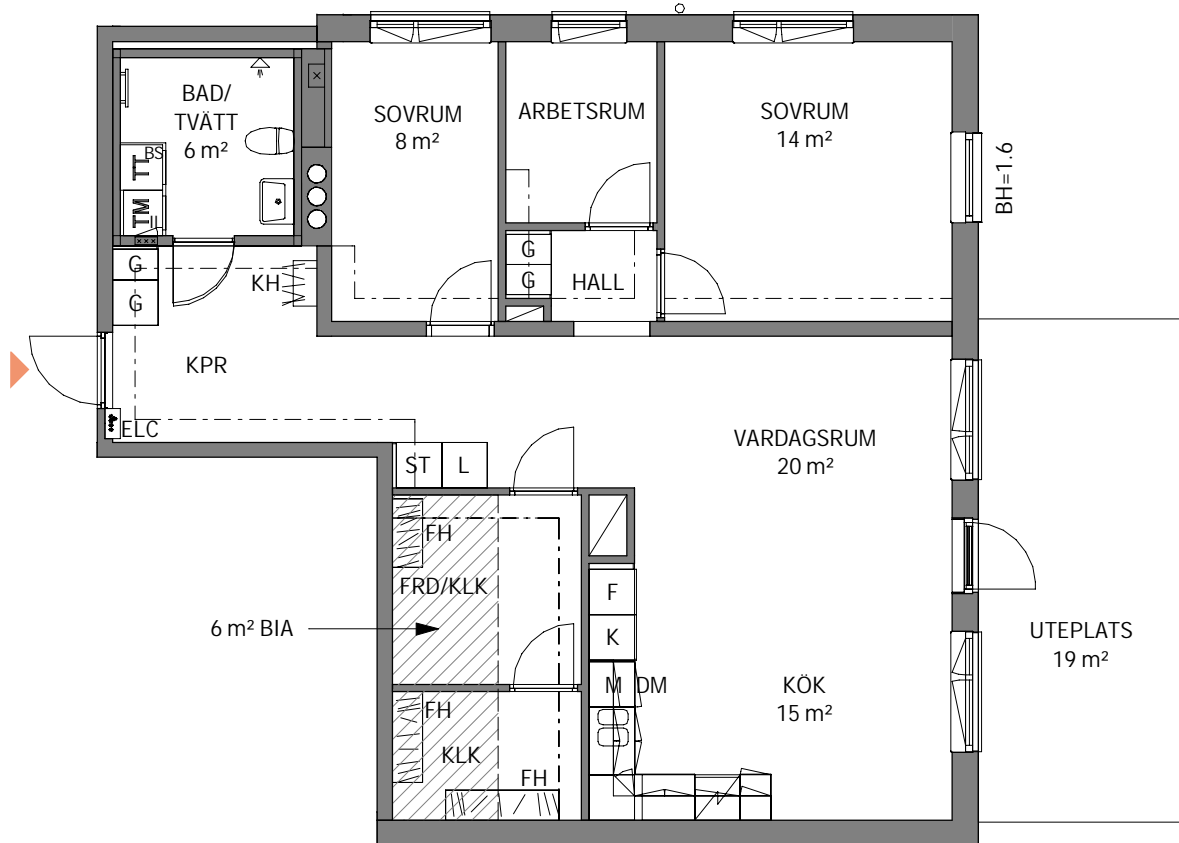 BAD/
TVÄTT
6 m²
SOVRUM
8 m²
ARBETSRUM
SOVRUM
14 m²
BH=1.6
BS
TT
TM
G
G
KH
G
G
HALL
KPR
ELC
ST
L
VARDAGSRUM
20 m²
FH
FRD/KLK
F
K
6 m² BIA
UTEPLATS
19 m²
M
DM
KÖK
15 m²
FH
KLK
FH